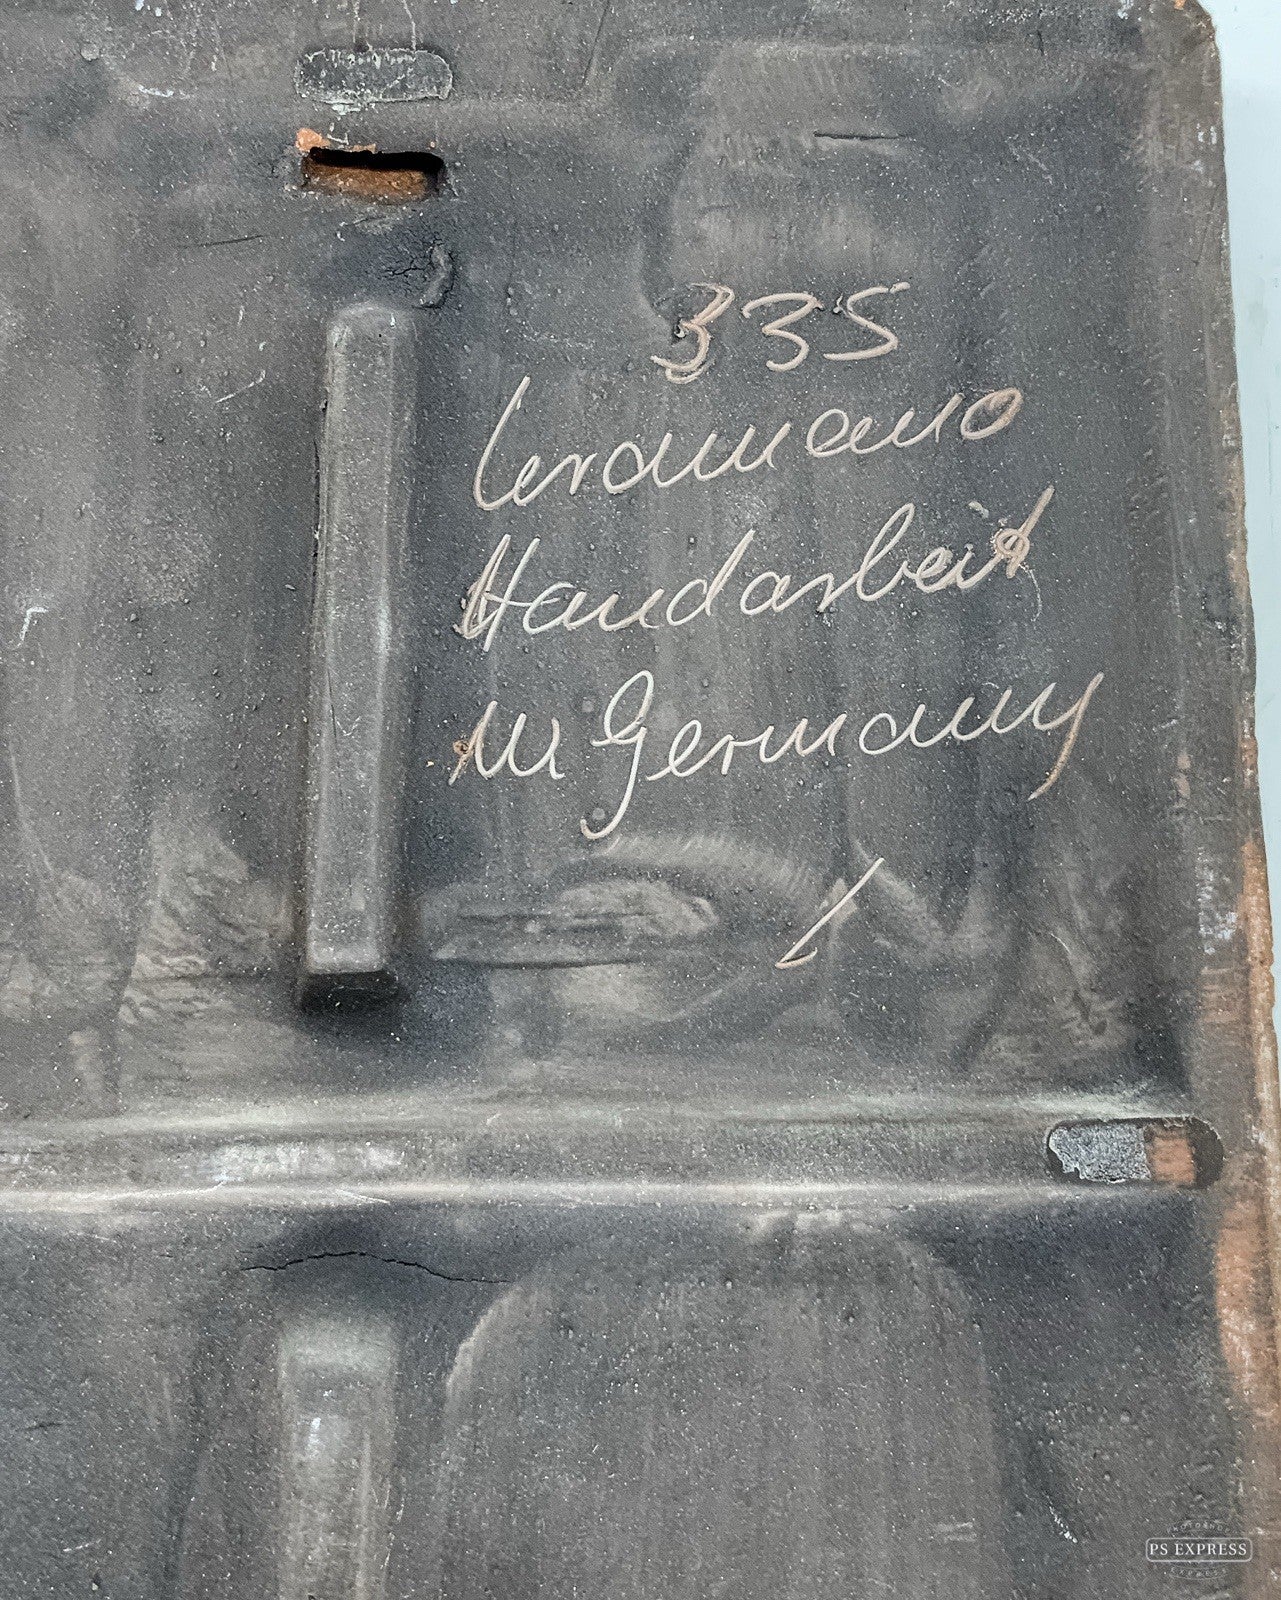 335
Ceramano
Handarbeit
W Germany
PS EXPRESS